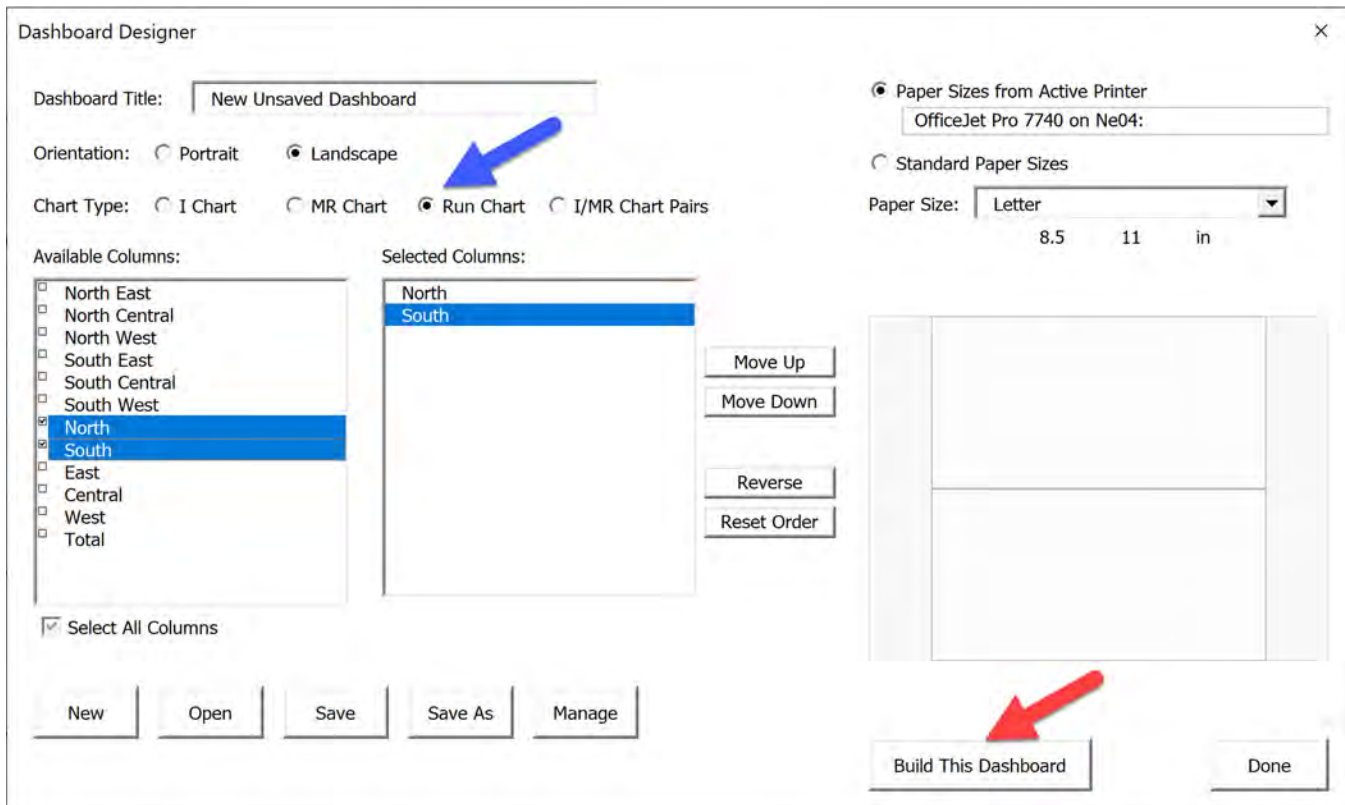 Dashboard Designer
Dashboard Title: New Unsaved Dashboard
Orientation: Portrait Landscape
Chart Type: I Chart MR Chart Run Chart I/MR Chart Pairs
Available Columns:
North East
North Central
North West
South East
South Central
South West
North
South
East
Central
West
Total
Select All Columns
Selected Columns:
North
South
Move Up
Move Down
Reverse
Reset Order
Paper Sizes from Active Printer
OfficeJet Pro 7740 on Ne04:
Standard Paper Sizes
Paper Size: Letter
8.5 11 in
New Open Save Save As Manage
Build This Dashboard Done